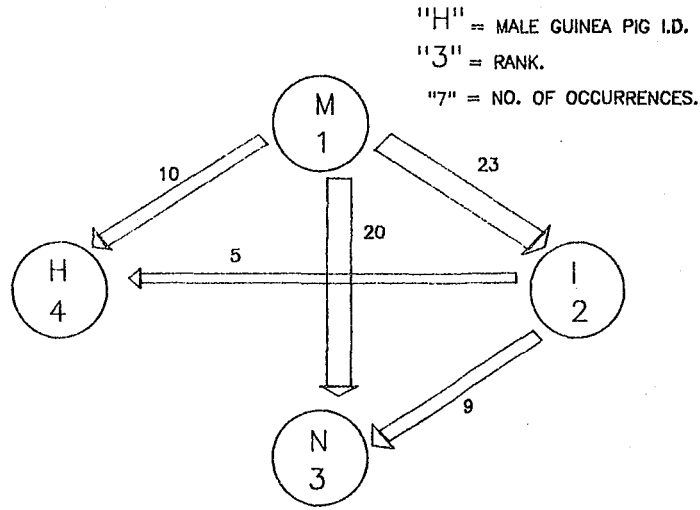 "H" = MALE GUINEA PIG I.D.
"3" = RANK.
"7" = NO. OF OCCURRENCES.
M
1
10
23
20
5
H
4
I
2
9
N
3